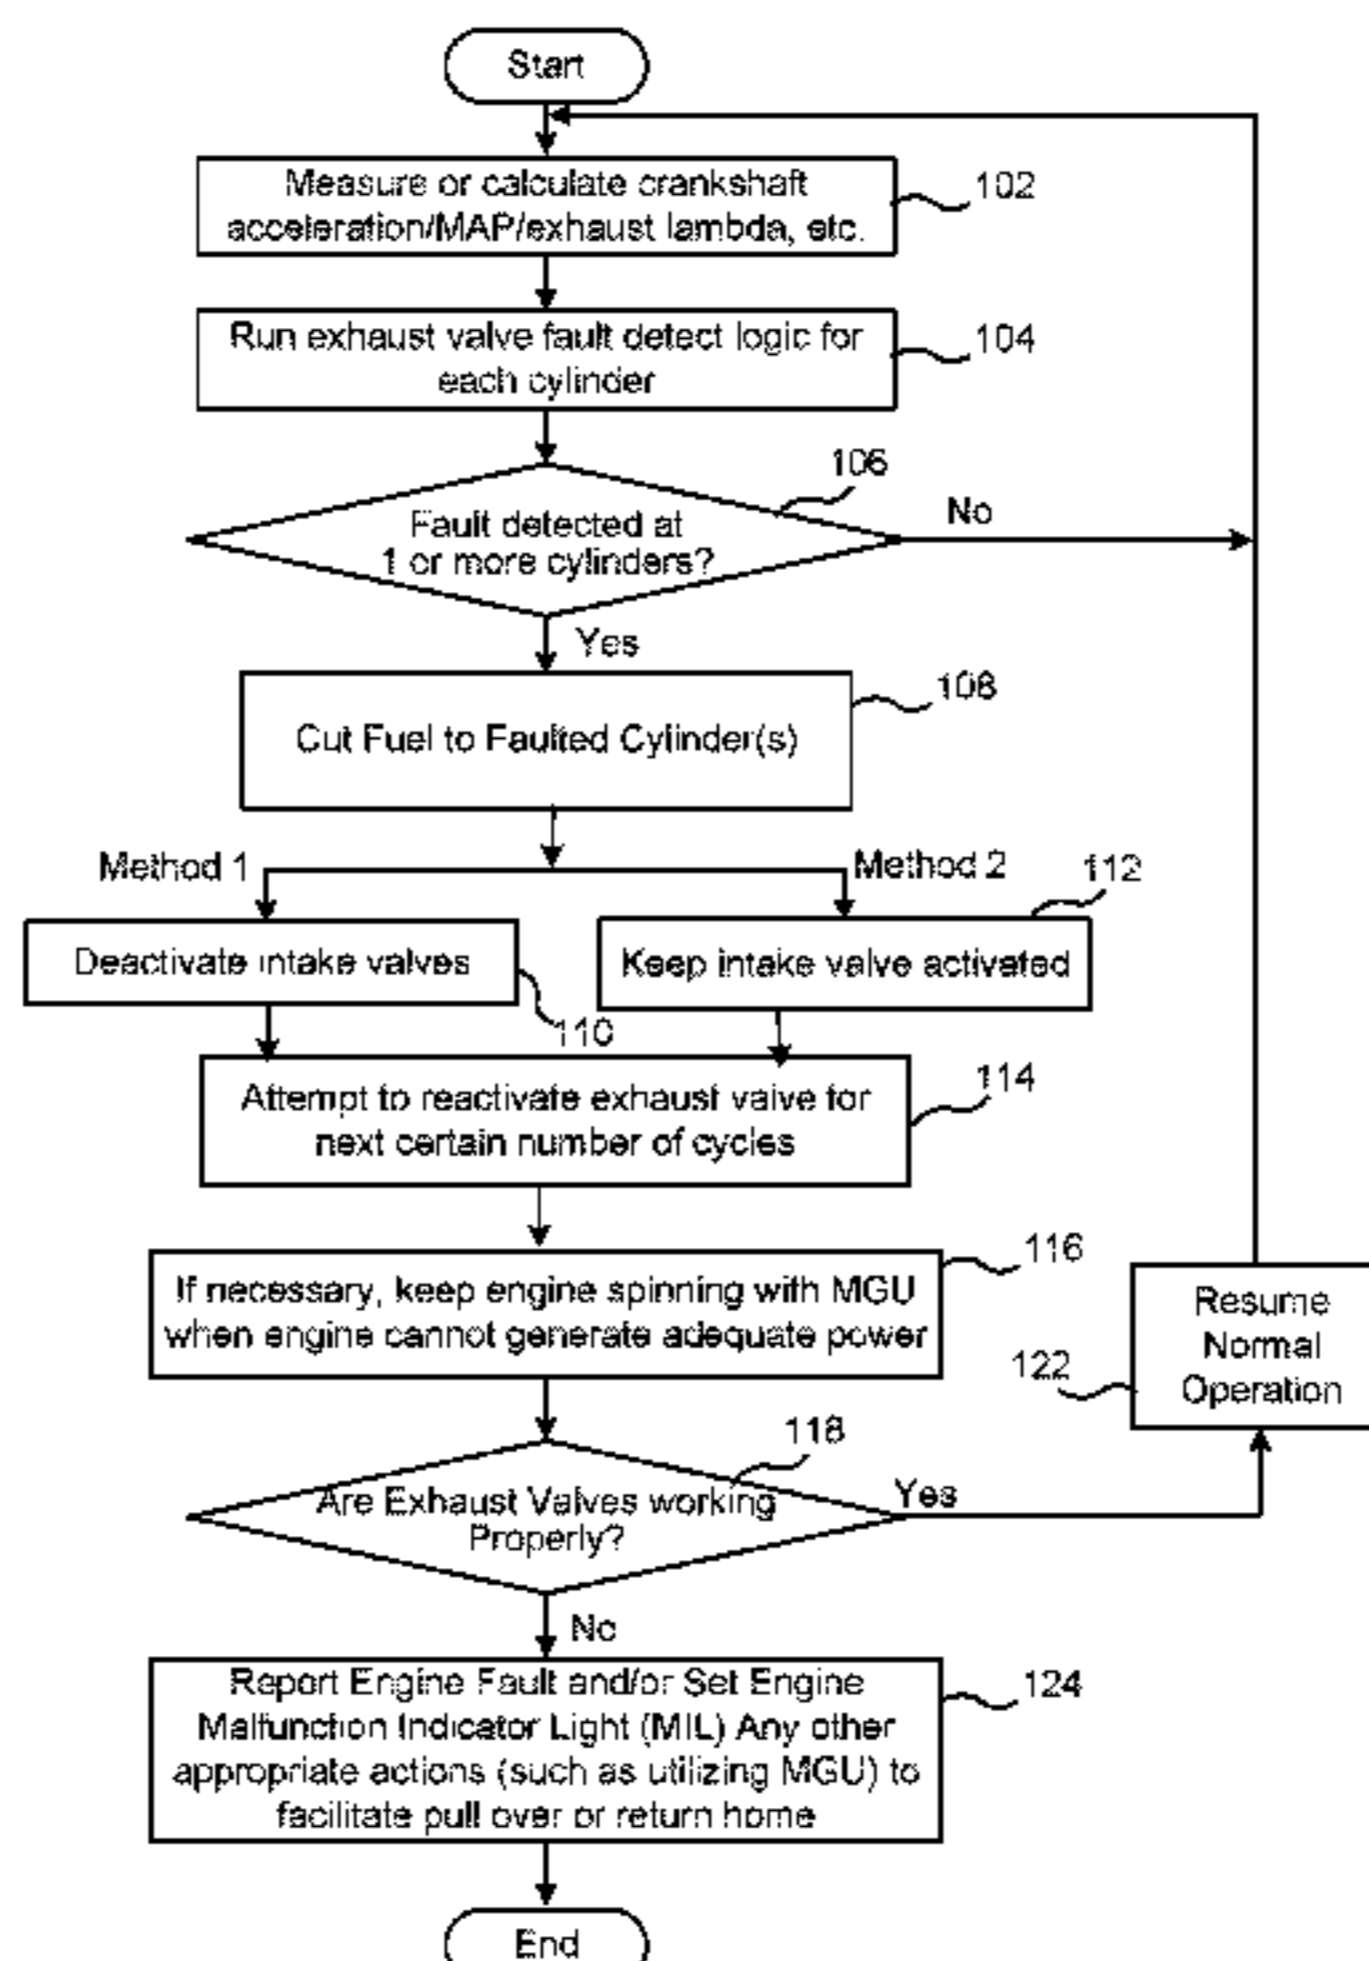 Start
Measure or calculate crankshaft
acceleration/MAP/exhaust lambda, etc.
102
Run exhaust valve fault detect logic for
each cylinder
104
106
Fault detected at
1 or more cylinders?
No
Yes
Cut Fuel to Faulted Cylinder(s)
108
Method 1
Method 2
112
Deactivate intake valves
Keep intake valve activated
110
Attempt to reactivate exhaust valve for
next certain number of cycles
114
If necessary, keep engine spinning with MGU
when engine cannot generate adequate power
116
Resume
Normal
Operation
122
118
Are Exhaust Valves working
Properly?
Yes
No
Report Engine Fault and/or Set Engine
Malfunction Indicator Light (MIL) Any other
appropriate actions (such as utilizing MGU) to
facilitate pull over or return home
124
End